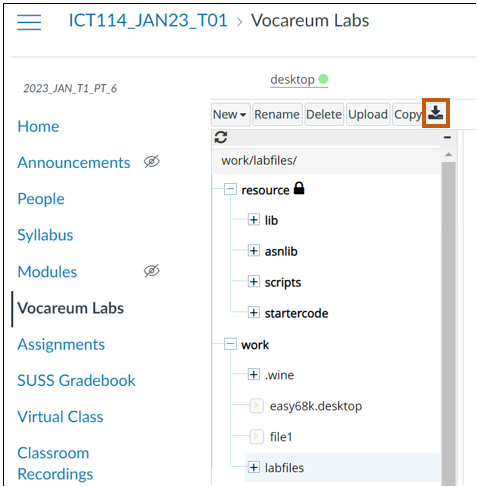 ICT114_JAN23_T01 > Vocareum Labs
desktop
2023_JAN_T1_PT_6
New Rename Delete Upload Copy
Home
Announcements
People
Syllabus
Modules
Vocareum Labs
Assignments
SUSS Gradebook
Virtual Class
Classroom
Recordings
work/labfiles/
resource
lib
asnlib
scripts
startercode
work
.wine
easy68k.desktop
file1
labfiles